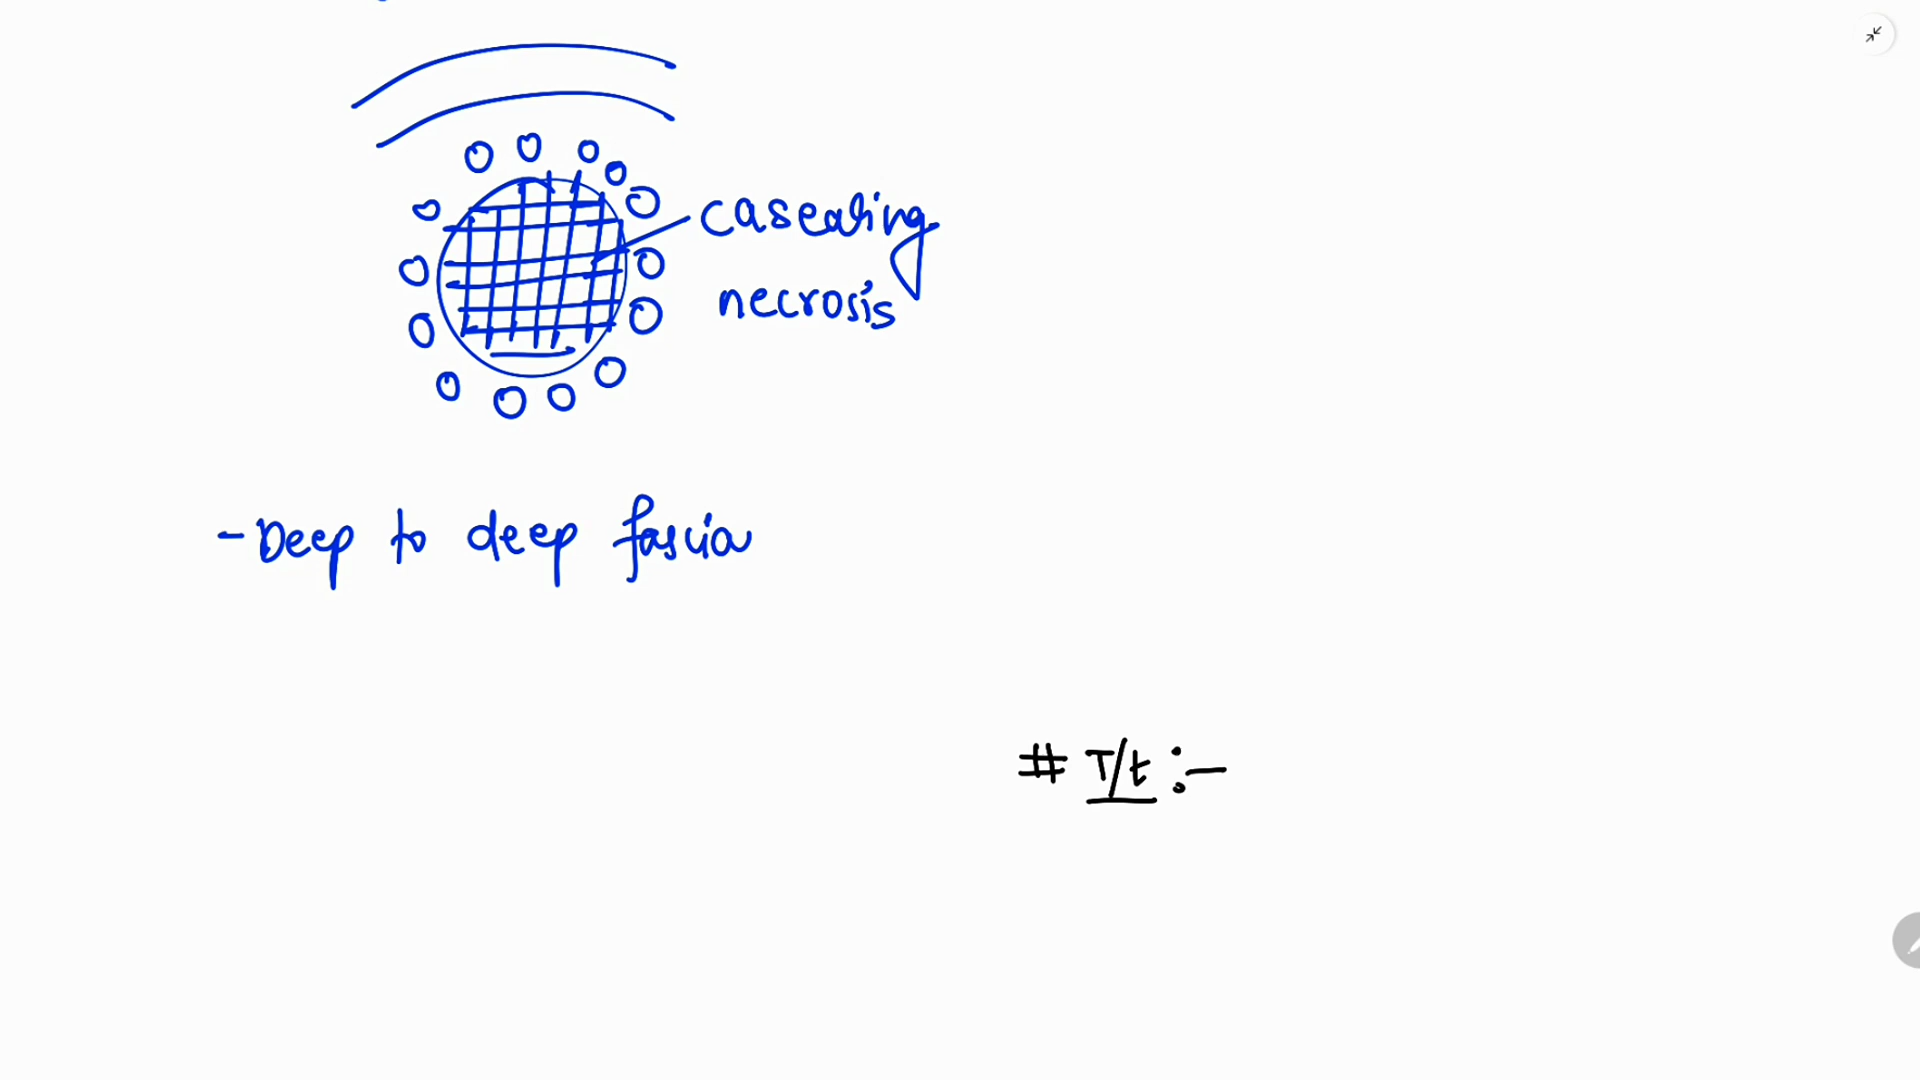 caseating
necrosis
- Deep to deep fascia
# T/t :-